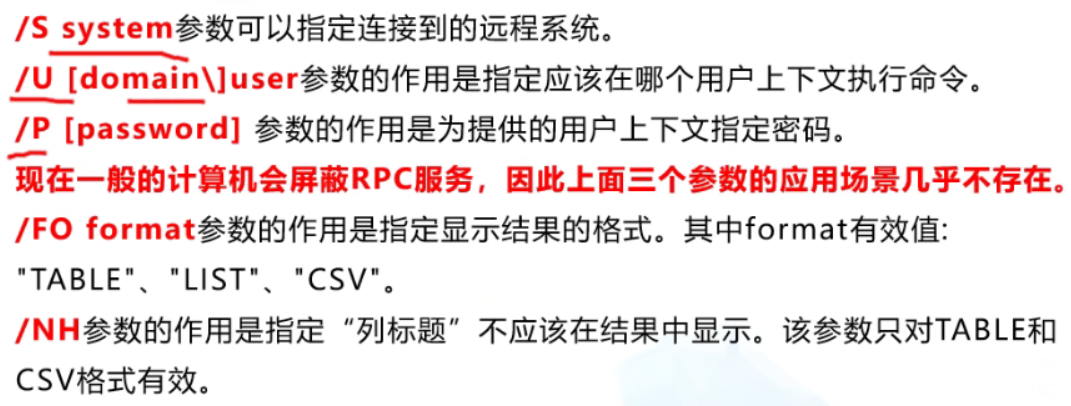 /S system参数可以指定连接到的远程系统。
/U [domain\]user参数的作用是指定应该在哪个用户上下文执行命令。
/P [password] 参数的作用是为提供的用户上下文指定密码。
现在一般的计算机会屏蔽RPC服务，因此上面三个参数的应用场景几乎不存在。
/FO format参数的作用是指定显示结果的格式。其中format有效值:
"TABLE"、"LIST"、"CSV"。
/NH参数的作用是指定“列标题”不应该在结果中显示。该参数只对TABLE和
CSV格式有效。